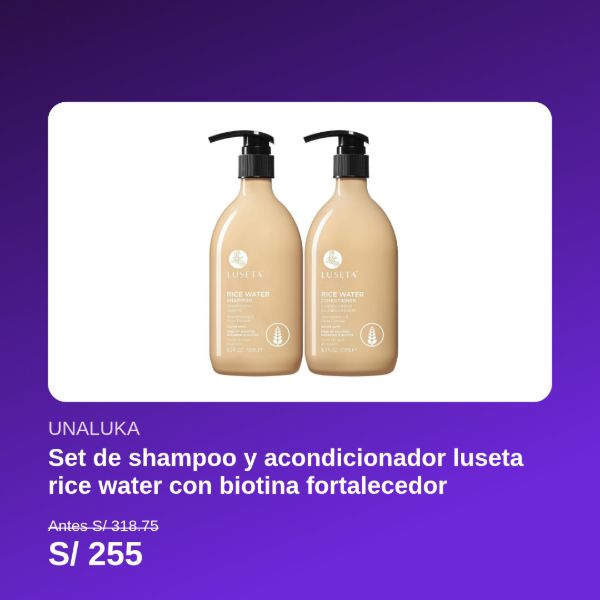 LUSETA
RICE WATER
SHAMPOO
LUSETA
RICE WATER
CONDITIONER
UNALUKA
Set de shampoo y acondicionador luseta
rice water con biotina fortalecedor
Antes S/ 318.75
S/ 255